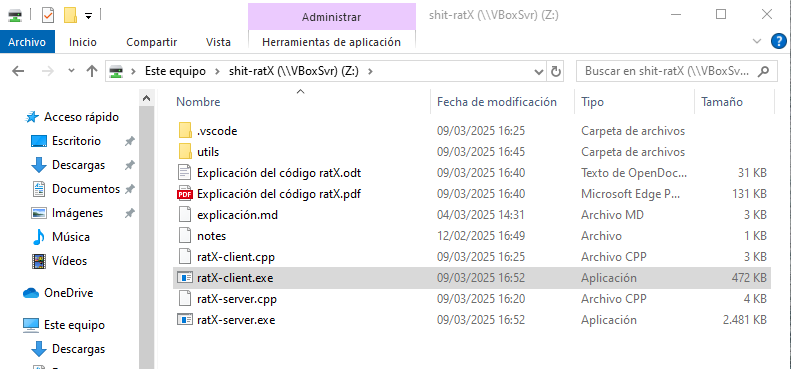 Administrar
shit-ratX (\\VBoxSvr) (Z:)
Archivo Inicio Compartir Vista Herramientas de aplicación
Este equipo > shit-ratX (\\VBoxSvr) (Z:) >
Buscar en shit-ratX (\\VBoxSv...
Nombre Fecha de modificación Tipo Tamaño
Acceso rápido
Escritorio
Descargas
Documentos
Imágenes
Música
Vídeos
OneDrive
Este equipo
Descargas
.vscode 09/03/2025 16:25 Carpeta de archivos
utils 09/03/2025 16:45 Carpeta de archivos
Explicación del código ratX.odt 09/03/2025 16:40 Texto de OpenDoc... 31 KB
PDF Explicación del código ratX.pdf 09/03/2025 16:40 Microsoft Edge P... 131 KB
explicación.md 04/03/2025 14:31 Archivo MD 3 KB
notes 12/02/2025 16:49 Archivo 1 KB
ratX-client.cpp 09/03/2025 16:25 Archivo CPP 3 KB
ratX-client.exe 09/03/2025 16:52 Aplicación 472 KB
ratX-server.cpp 09/03/2025 16:20 Archivo CPP 4 KB
ratX-server.exe 09/03/2025 16:52 Aplicación 2.481 KB